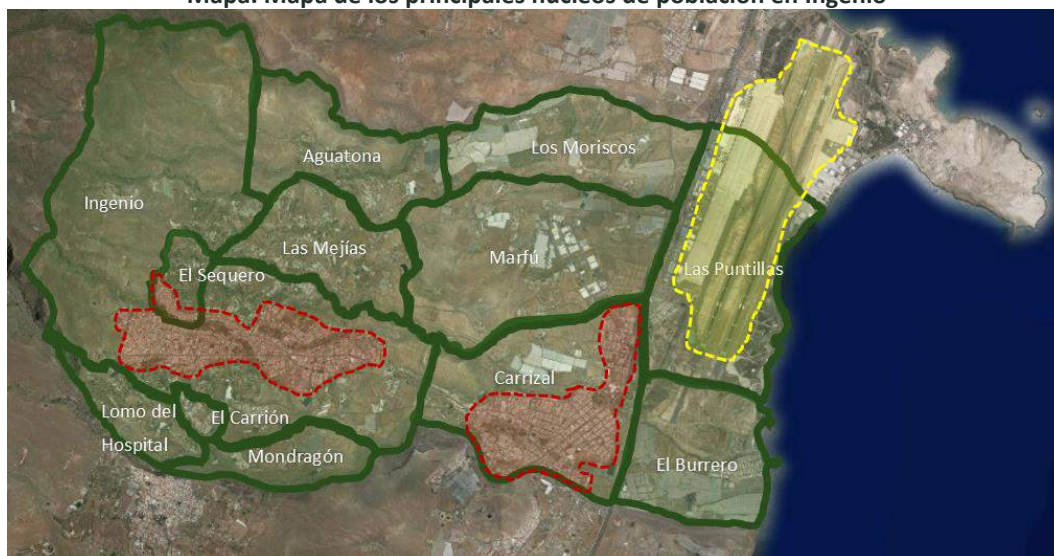 Mapa: Mapa de los principales núcleos de población en Ingenio
Los Moriscos
Aguatona
Ingenio
Las Mejías
Marfú
El Sequero
Las Puntillas
Carrizal
Lomo del
Hospital
El Carrión
Mondragón
El Burrero